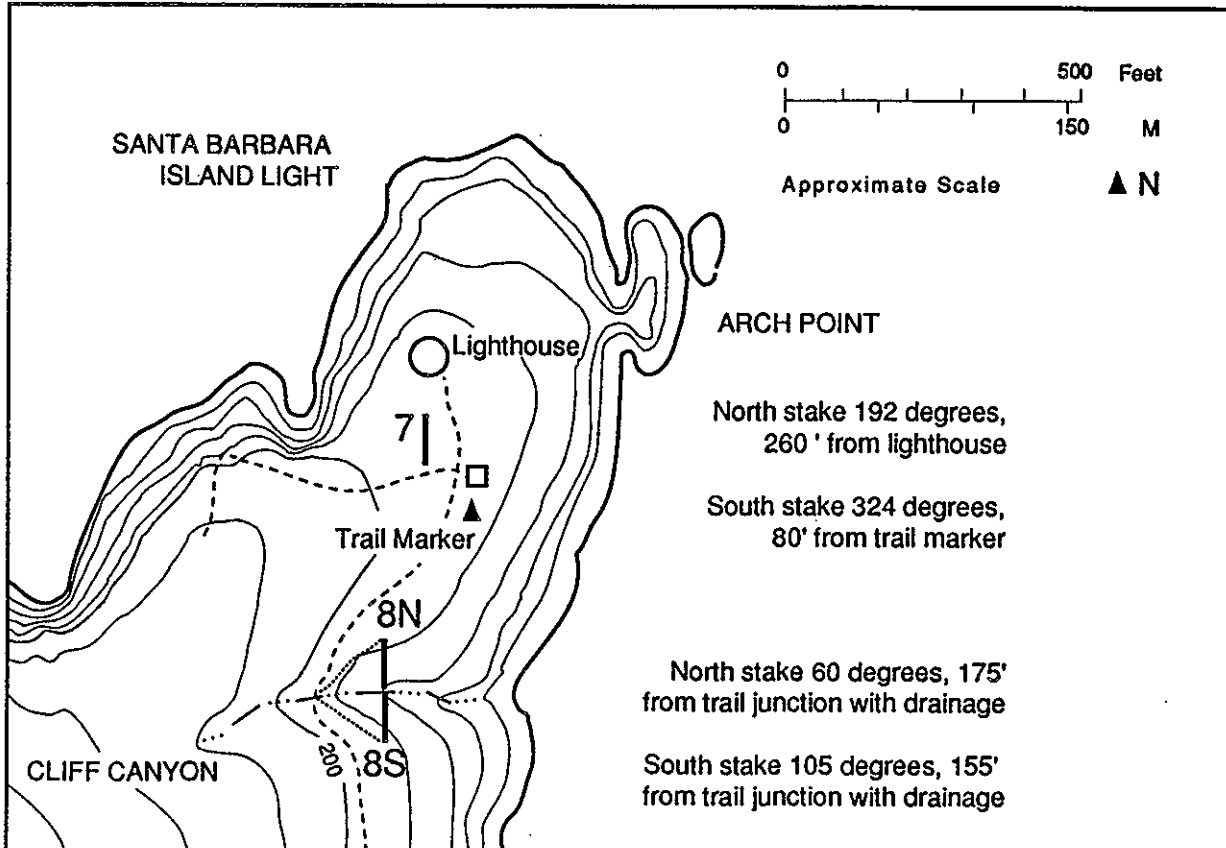 0 500 Feet
0 150 M
Approximate Scale
N
SANTA BARBARA
ISLAND LIGHT
ARCH POINT
Lighthouse
7
North stake 192 degrees,
260 ' from lighthouse
South stake 324 degrees,
80' from trail marker
Trail Marker
8N
North stake 60 degrees, 175'
from trail junction with drainage
200
8S
CLIFF CANYON
South stake 105 degrees, 155'
from trail junction with drainage